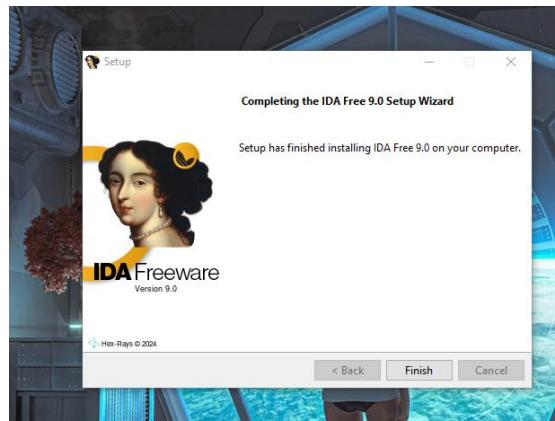 Setup
Completing the IDA Free 9.0 Setup Wizard
Setup has finished installing IDA Free 9.0 on your computer.
IDA Freeware
Version 9.0
Hex-Rays © 2024
< Back Finish Cancel